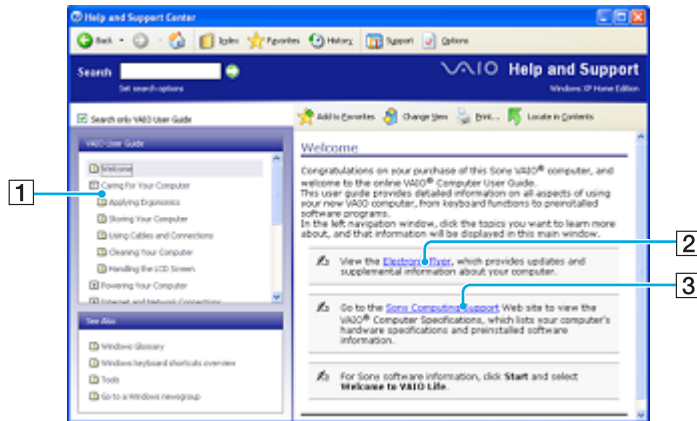 Help and Support Center
Back
Index Favorites History Support Options
Search
Set search options
VAIO Help and Support
Windows XP Home Edition
Search only VAIO User Guide
Add to Favorites Change View Print... Locate in Contents
VAIO User Guide
Welcome
Caring for Your Computer
Applying Ergonomics
Storing Your Computer
Using Cables and Connections
Cleaning Your Computer
Handling the LCD Screen
Powering Your Computer
Internet and Network Connections
See Also
Windows Glossary
Windows keyboard shortcuts overview
Tools
Go to a Windows newsgroup
Welcome
Congratulations on your purchase of this Sony VAIO® computer, and
welcome to the online VAIO® Computer User Guide.
This user guide provides detailed information on all aspects of using
your new VAIO computer, from keyboard functions to preinstalled
software programs.
In the left navigation window, click the topics you want to learn more
about, and that information will be displayed in this main window.
View the Electronic Flyer, which provides updates and
supplemental information about your computer.
Go to the Sony Computing Support Web site to view the
VAIO® Computer Specifications, which lists your computer's
hardware specifications and preinstalled software
information.
For Sony software information, click Start and select
Welcome to VAIO Life.
1
2
3